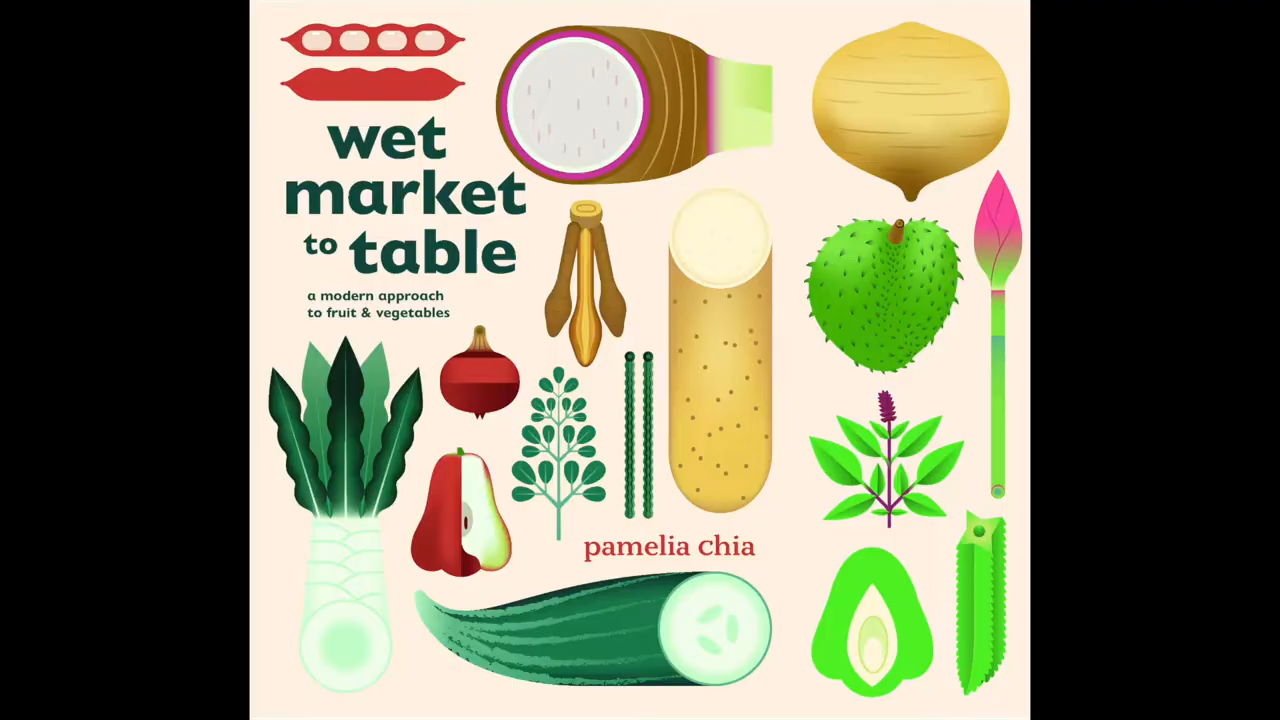 wet
market
to table
a modern approach
to fruit & vegetables
pamelia chia